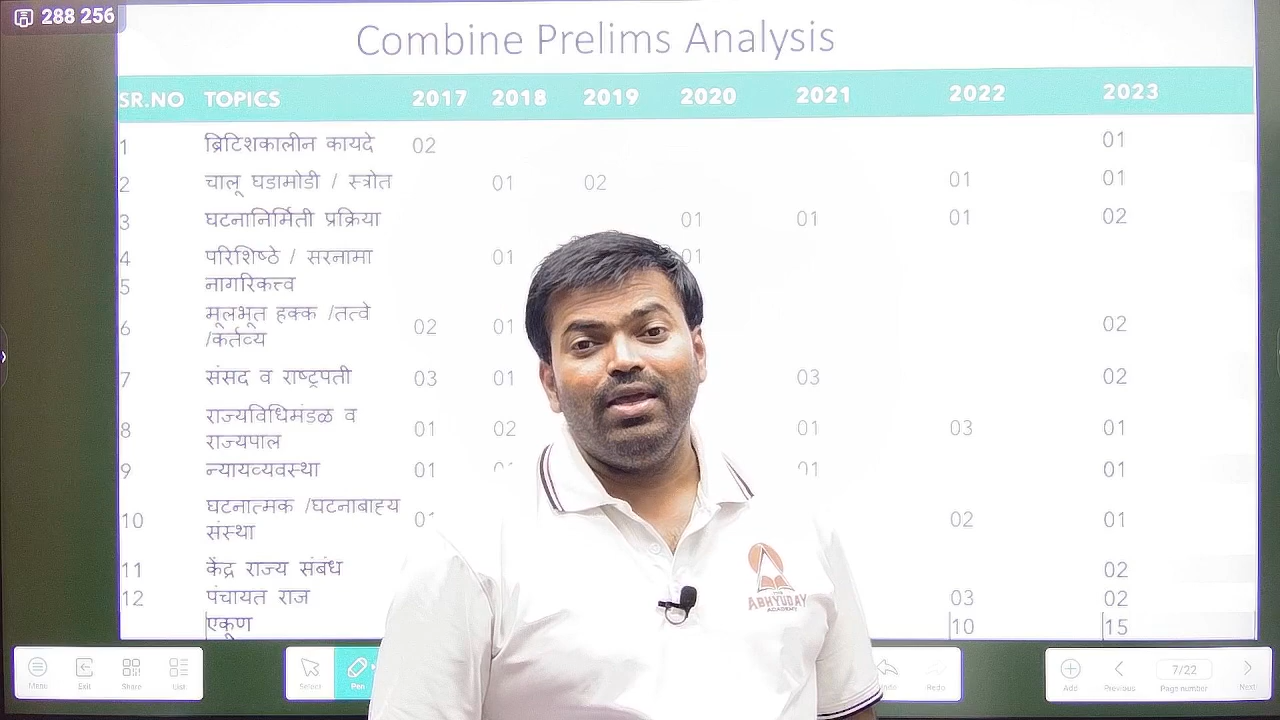 288 256
Combine Prelims Analysis
SR.NO TOPICS 2017 2018 2019 2020 2021 2022 2023
1 ब्रिटिशकालीन कायदे 02 01
2 चालू घडामोडी / स्त्रोत 01 02 01 01
3 घटनानिर्मिती प्रक्रिया 01 01 01 02
4 परिशिष्ठे / सरनामा 01 01
5 नागरिकत्त्व
6 मूलभूत हक्क /तत्वे
/कर्तव्य 02 01 02
7 संसद व राष्ट्रपती 03 01 03 02
8 राज्यविधिमंडळ व
राज्यपाल 01 02 01 03 01
9 न्यायव्यवस्था 01 01 01
10 घटनात्मक /घटनाबाह्य
संस्था 02 01
11 केंद्र राज्य संबंध 02
12 पंचायत राज 03 02
एकूण 10 15
ABHYUDAY
ACADEMY
Menu Exit Share List Select Pen Redo Add Previous 7/22 Page number Next